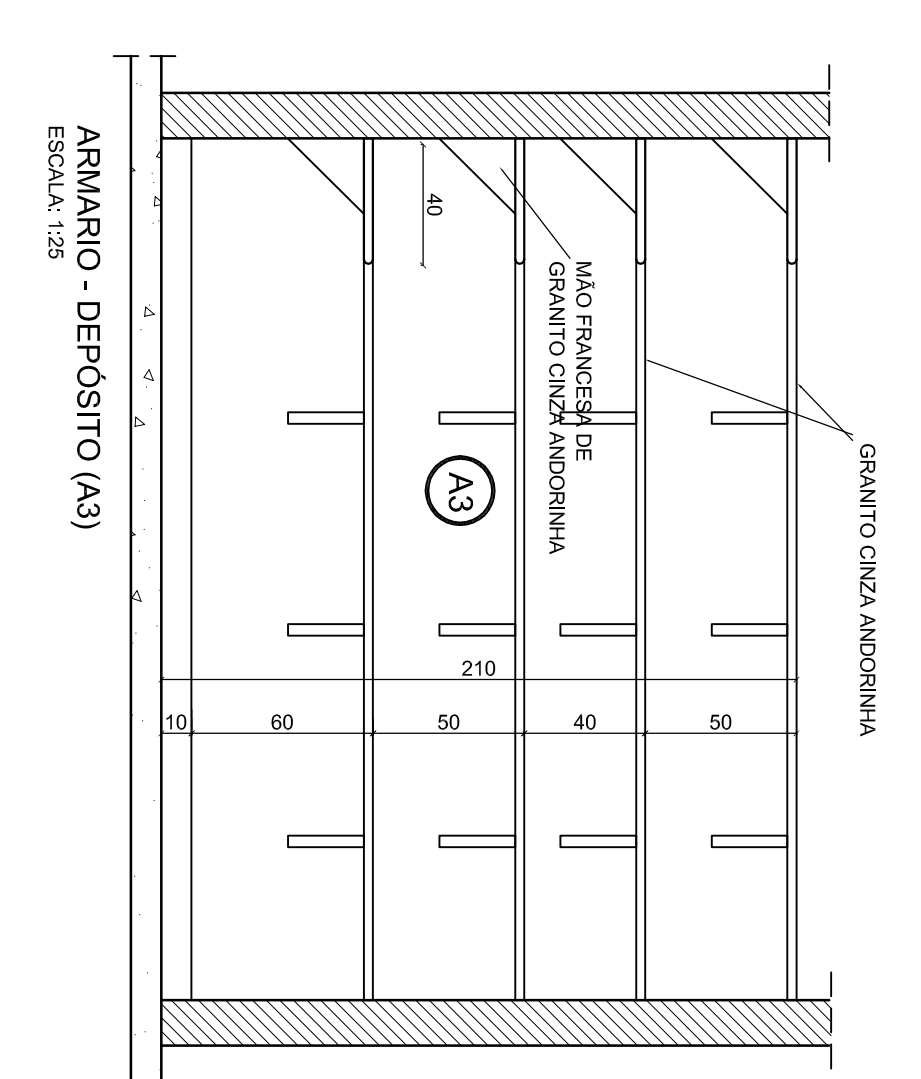 GRANITO CINZA ANDORINHA
MÃO FRANCESA DE
GRANITO CINZA ANDORINHA
40
A3
210
10
60
50
40
50
ARMARIO - DEPÓSITO (A3)
ESCALA: 1:25